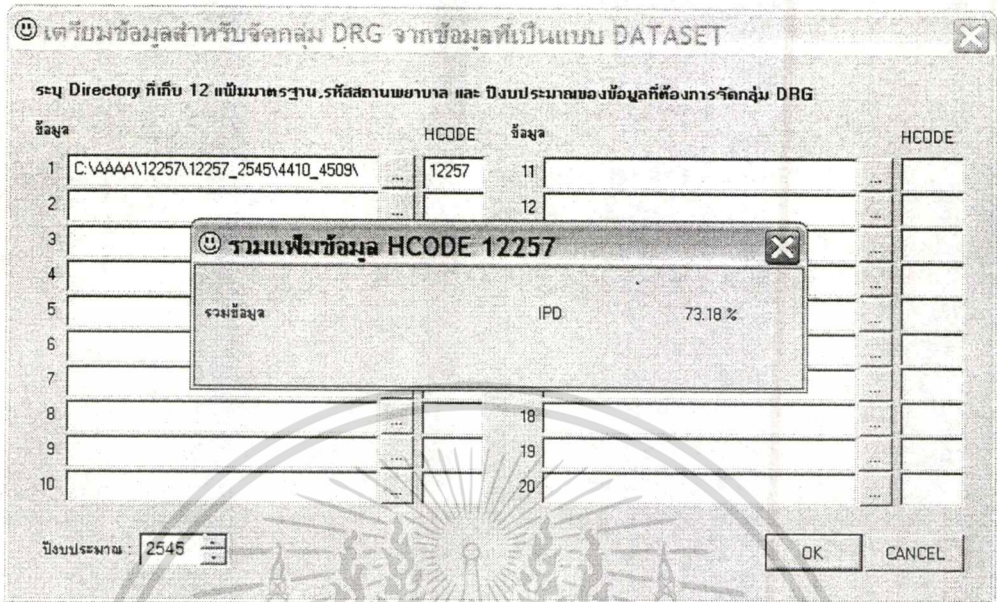 เตรียมข้อมูลสำหรับจัดกลุ่ม DRG จากข้อมูลที่เป็นแบบ DATASET
ระบุ Directory ที่เก็บ 12 แฟ้มมาตรฐาน,รหัสสถานพยาบาล และ ปีงบประมาณของข้อมูลที่ต้องการจัดกลุ่ม DRG
ข้อมูล HCODE ข้อมูล HCODE
1 C:\AAAA\12257\12257_2545\4410_4509\ ... 12257 11 ...
2 ... 12 ...
3 ...
4 ...
5 ...
6 ...
7 ...
รวมแฟ้มข้อมูล HCODE 12257
รวมข้อมูล IPD 73.18 %
8 ... 18 ...
9 ... 19 ...
10 ... 20 ...
ปีงบประมาณ : 2545
OK CANCEL